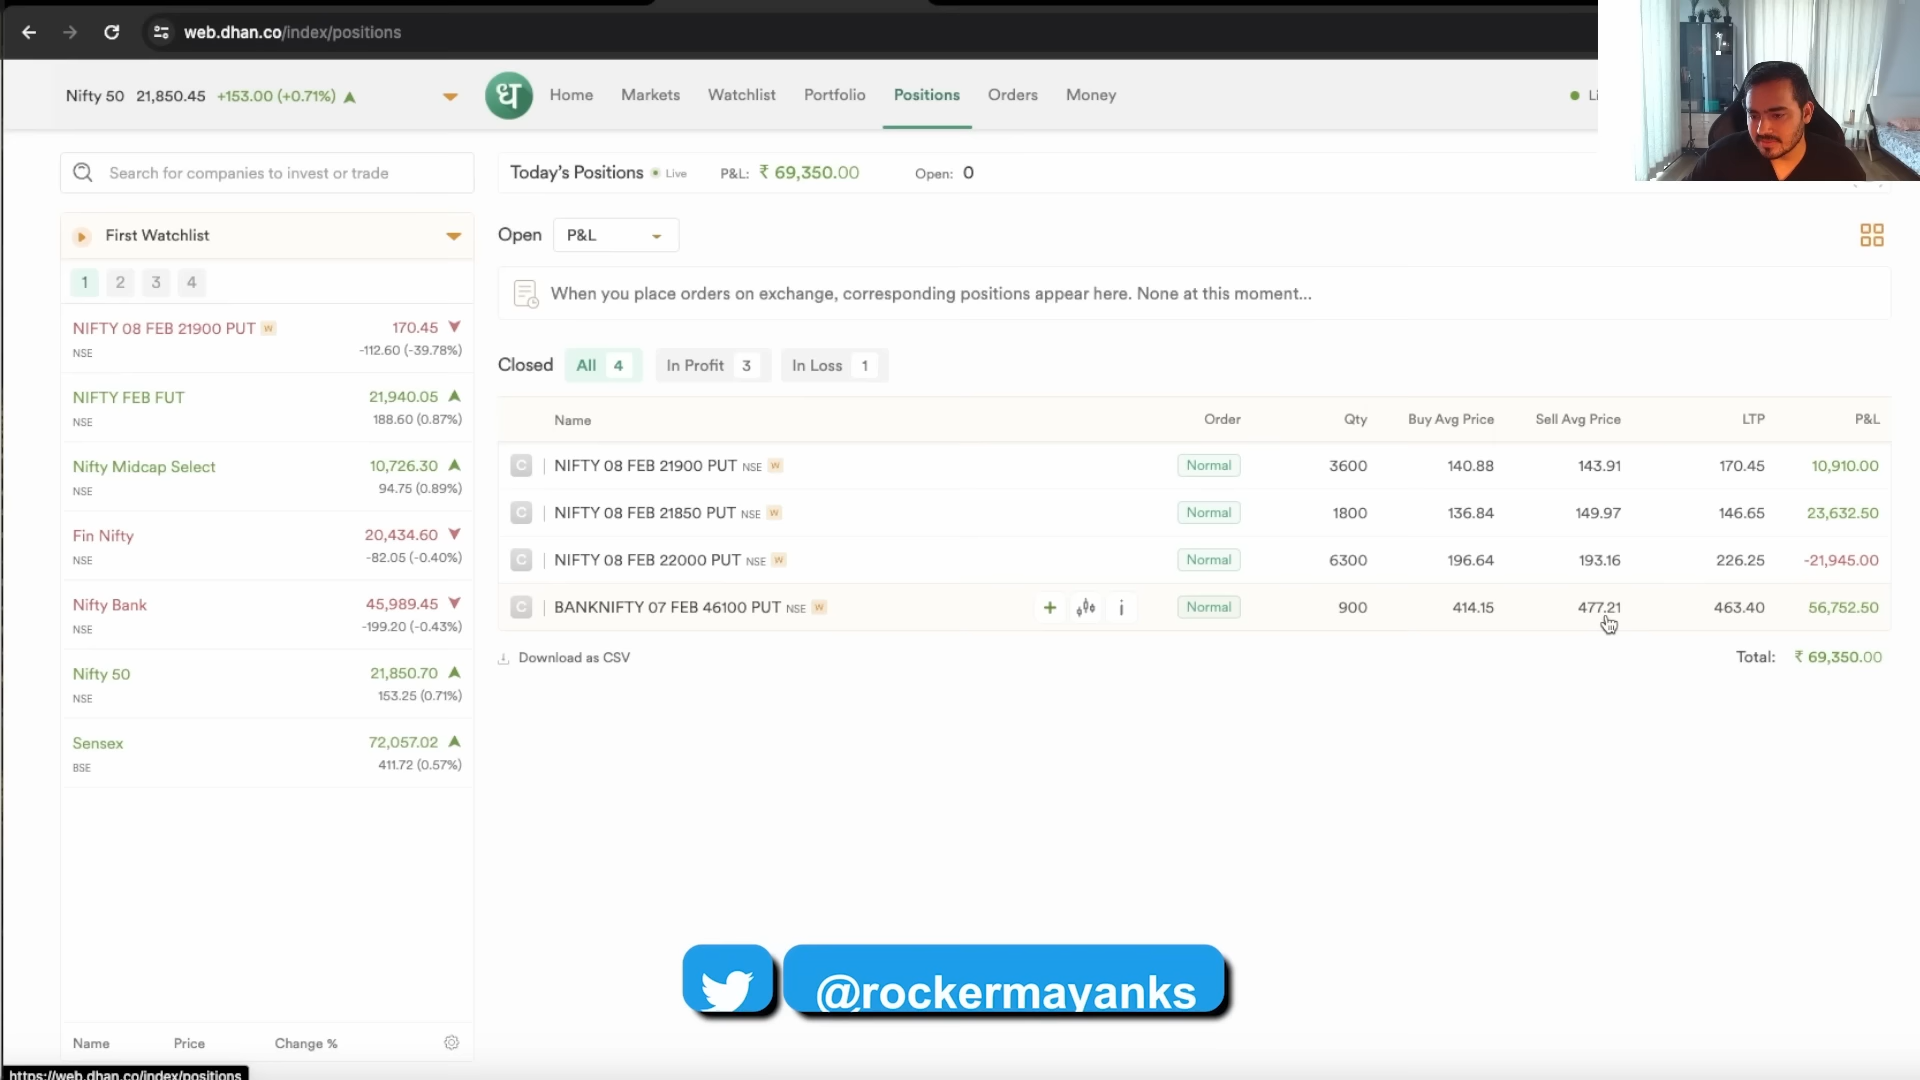 web.dhan.co/index/positions
Nifty 50 21,850.45 +153.00 (+0.71%)
ध
Home Markets Watchlist Portfolio Positions Orders Money
Search for companies to invest or trade
Today's Positions Live P&L: ₹ 69,350.00 Open: 0
First Watchlist
Open P&L
1 2 3 4
When you place orders on exchange, corresponding positions appear here. None at this moment...
NIFTY 08 FEB 21900 PUT W 170.45
NSE -112.60 (-39.78%)
Closed All 4 In Profit 3 In Loss 1
NIFTY FEB FUT 21,940.05
NSE 188.60 (0.87%)
Name Order Qty Buy Avg Price Sell Avg Price LTP P&L
Nifty Midcap Select 10,726.30
NSE 94.75 (0.89%)
C NIFTY 08 FEB 21900 PUT NSE W Normal 3600 140.88 143.91 170.45 10,910.00
C NIFTY 08 FEB 21850 PUT NSE W Normal 1800 136.84 149.97 146.65 23,632.50
Fin Nifty 20,434.60
NSE -82.05 (-0.40%)
C NIFTY 08 FEB 22000 PUT NSE W Normal 6300 196.64 193.16 226.25 -21,945.00
Nifty Bank 45,989.45
NSE -199.20 (-0.43%)
C BANKNIFTY 07 FEB 46100 PUT NSE W + i Normal 900 414.15 477.21 463.40 56,752.50
Download as CSV Total: ₹ 69,350.00
Nifty 50 21,850.70
NSE 153.25 (0.71%)
Sensex 72,057.02
BSE 411.72 (0.57%)
@rockermayanks
Name Price Change %
https://web.dhan.co/index/positions